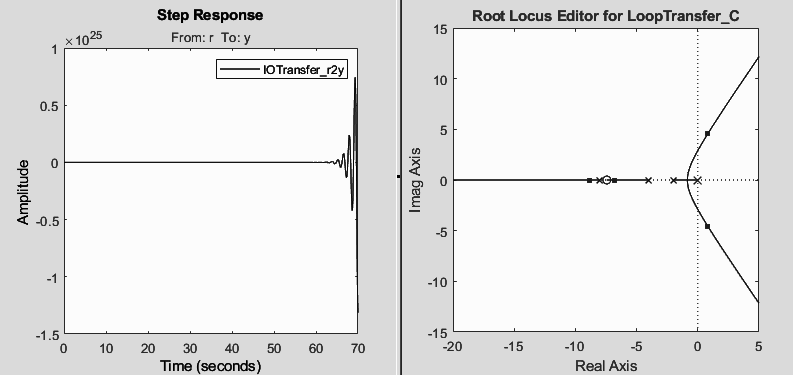 Step Response
From: r To: y
×10^25
IOTransfer_r2y
1
0.5
0
-0.5
-1
-1.5
Amplitude
0 10 20 30 40 50 60 70
Time (seconds)
Root Locus Editor for LoopTransfer_C
15
10
5
0
-5
-10
-15
Imag Axis
-20 -15 -10 -5 0 5
Real Axis